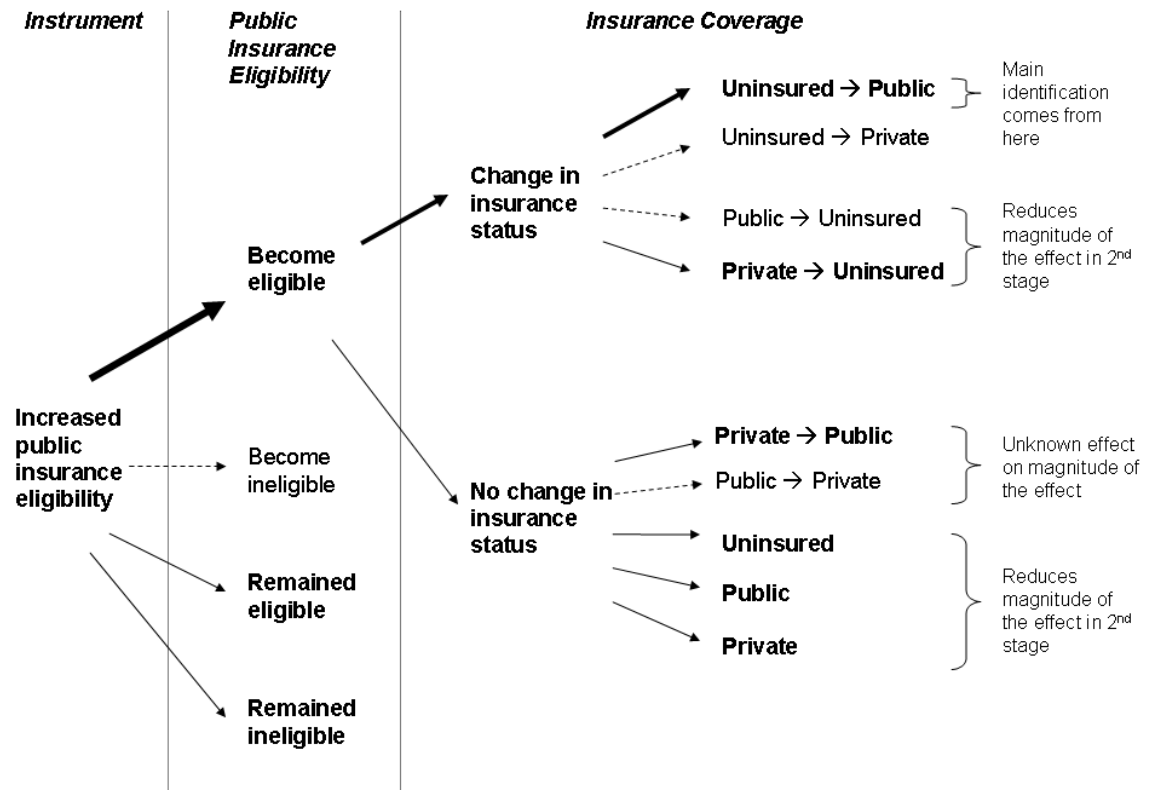 Instrument
Public
Insurance
Eligibility
Insurance Coverage
Uninsured → Public
Main
identification
comes from
here
Uninsured → Private
Change in
insurance
status
Public → Uninsured
Private → Uninsured
Reduces
magnitude of
the effect in 2nd
stage
Become
eligible
Increased
public
insurance
eligibility
Become
ineligible
Remained
eligible
Remained
ineligible
No change in
insurance
status
Private → Public
Public → Private
Unknown effect
on magnitude of
the effect
Uninsured
Public
Private
Reduces
magnitude of
the effect in 2nd
stage